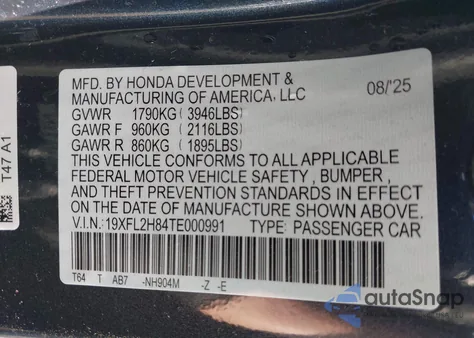 MFD. BY HONDA DEVELOPMENT &
MANUFACTURING OF AMERICA, LLC 08/'25
GVWR 1790KG ( 3946LBS)
GAWR F 960KG ( 2116LBS)
GAWR R 860KG ( 1895LBS)
THIS VEHICLE CONFORMS TO ALL APPLICABLE
FEDERAL MOTOR VEHICLE SAFETY , BUMPER ,
AND THEFT PREVENTION STANDARDS IN EFFECT
ON THE DATE OF MANUFACTURE SHOWN ABOVE.
V.I.N.: 19XFL2H84TE000991 TYPE: PASSENGER CAR
T64 T AB7 -NH904M -Z -E
T47 A1
autoSnap